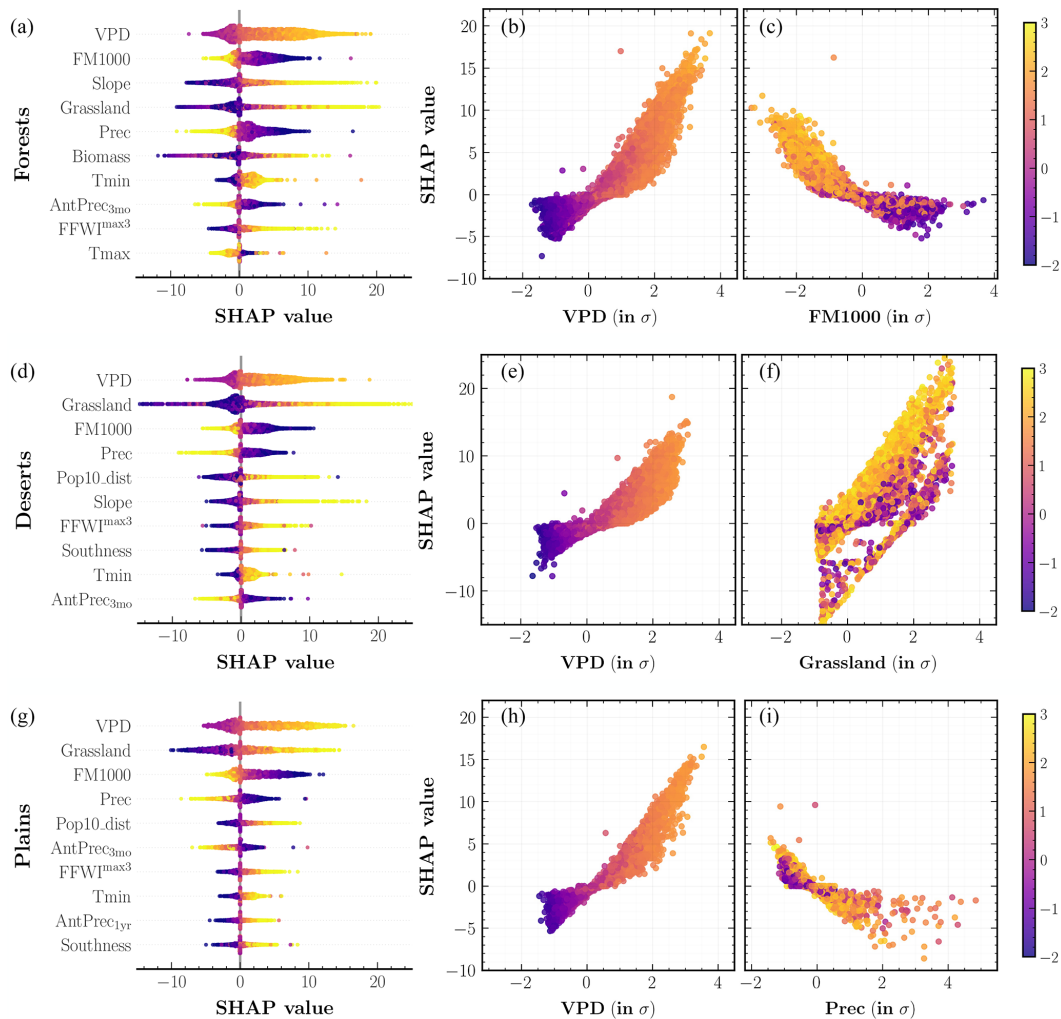 (a)
Forests
VPD
FM1000
Slope
Grassland
Prec
Biomass
Tmin
AntPrec3mo
FFWImax3
Tmax
−10 0 10 20
SHAP value
(b)
SHAP value
20
15
10
5
0
−5
−10
−2 0 2 4
VPD (in σ)
(c)
−2 0 2 4
FM1000 (in σ)
3
2
1
0
−1
−2
(d)
Deserts
VPD
Grassland
FM1000
Prec
Pop10_dist
Slope
FFWImax3
Southness
Tmin
AntPrec3mo
−10 0 10 20
SHAP value
(e)
SHAP value
20
10
0
−10
−2 0 2 4
VPD (in σ)
(f)
0 2 4
Grassland (in σ)
3
2
1
0
−1
−2
(g)
Plains
VPD
Grassland
FM1000
Prec
Pop10_dist
AntPrec3mo
FFWImax3
Tmin
AntPrec1yr
Southness
−10 0 10 20
SHAP value
(h)
SHAP value
20
15
10
5
0
−5
−10
−2 0 2 4
VPD (in σ)
(i)
−2 0 2 4
Prec (in σ)
3
2
1
0
−1
−2